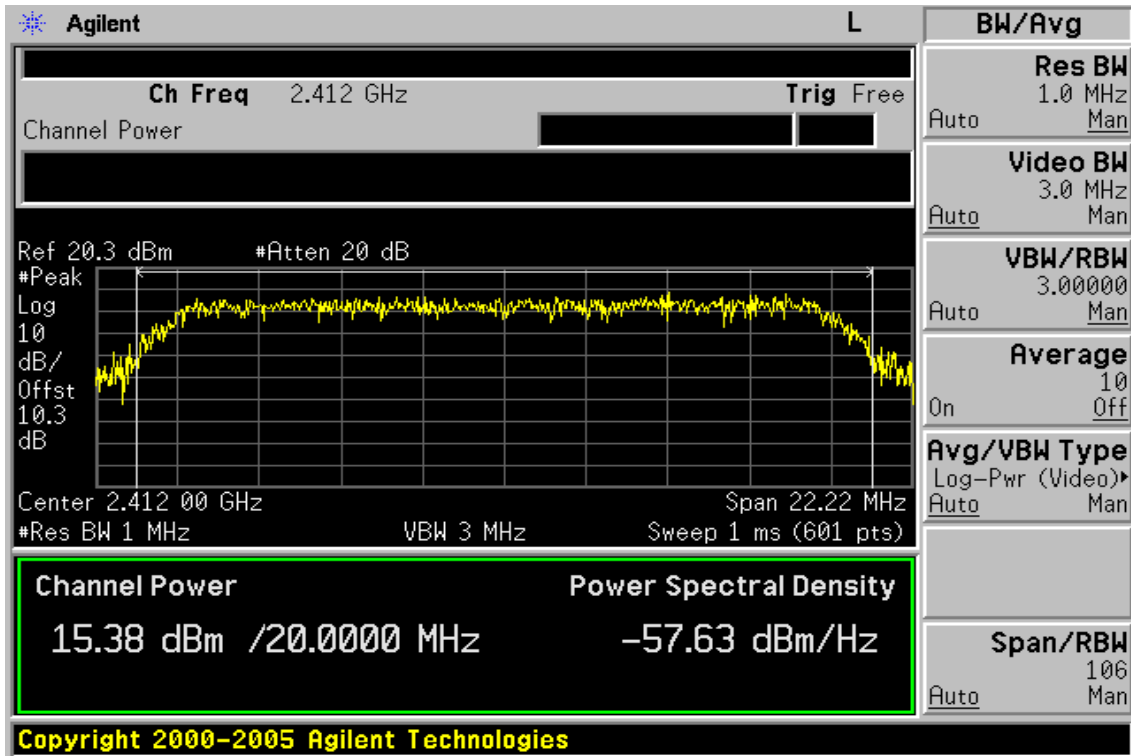 Agilent L
BW/Avg
Ch Freq 2.412 GHz Trig Free
Channel Power
Ref 20.3 dBm #Atten 20 dB
#Peak
Log
10
dB/
Offst
10.3
dB
Center 2.412 00 GHz Span 22.22 MHz
#Res BW 1 MHz VBW 3 MHz Sweep 1 ms (601 pts)
Channel Power Power Spectral Density
15.38 dBm /20.0000 MHz -57.63 dBm/Hz
Res BW
1.0 MHz
Auto Man
Video BW
3.0 MHz
Auto Man
VBW/RBW
3.00000
Auto Man
Average
10
On Off
Avg/VBW Type
Log-Pwr (Video)▸
Auto Man
Span/RBW
106
Auto Man
Copyright 2000-2005 Agilent Technologies